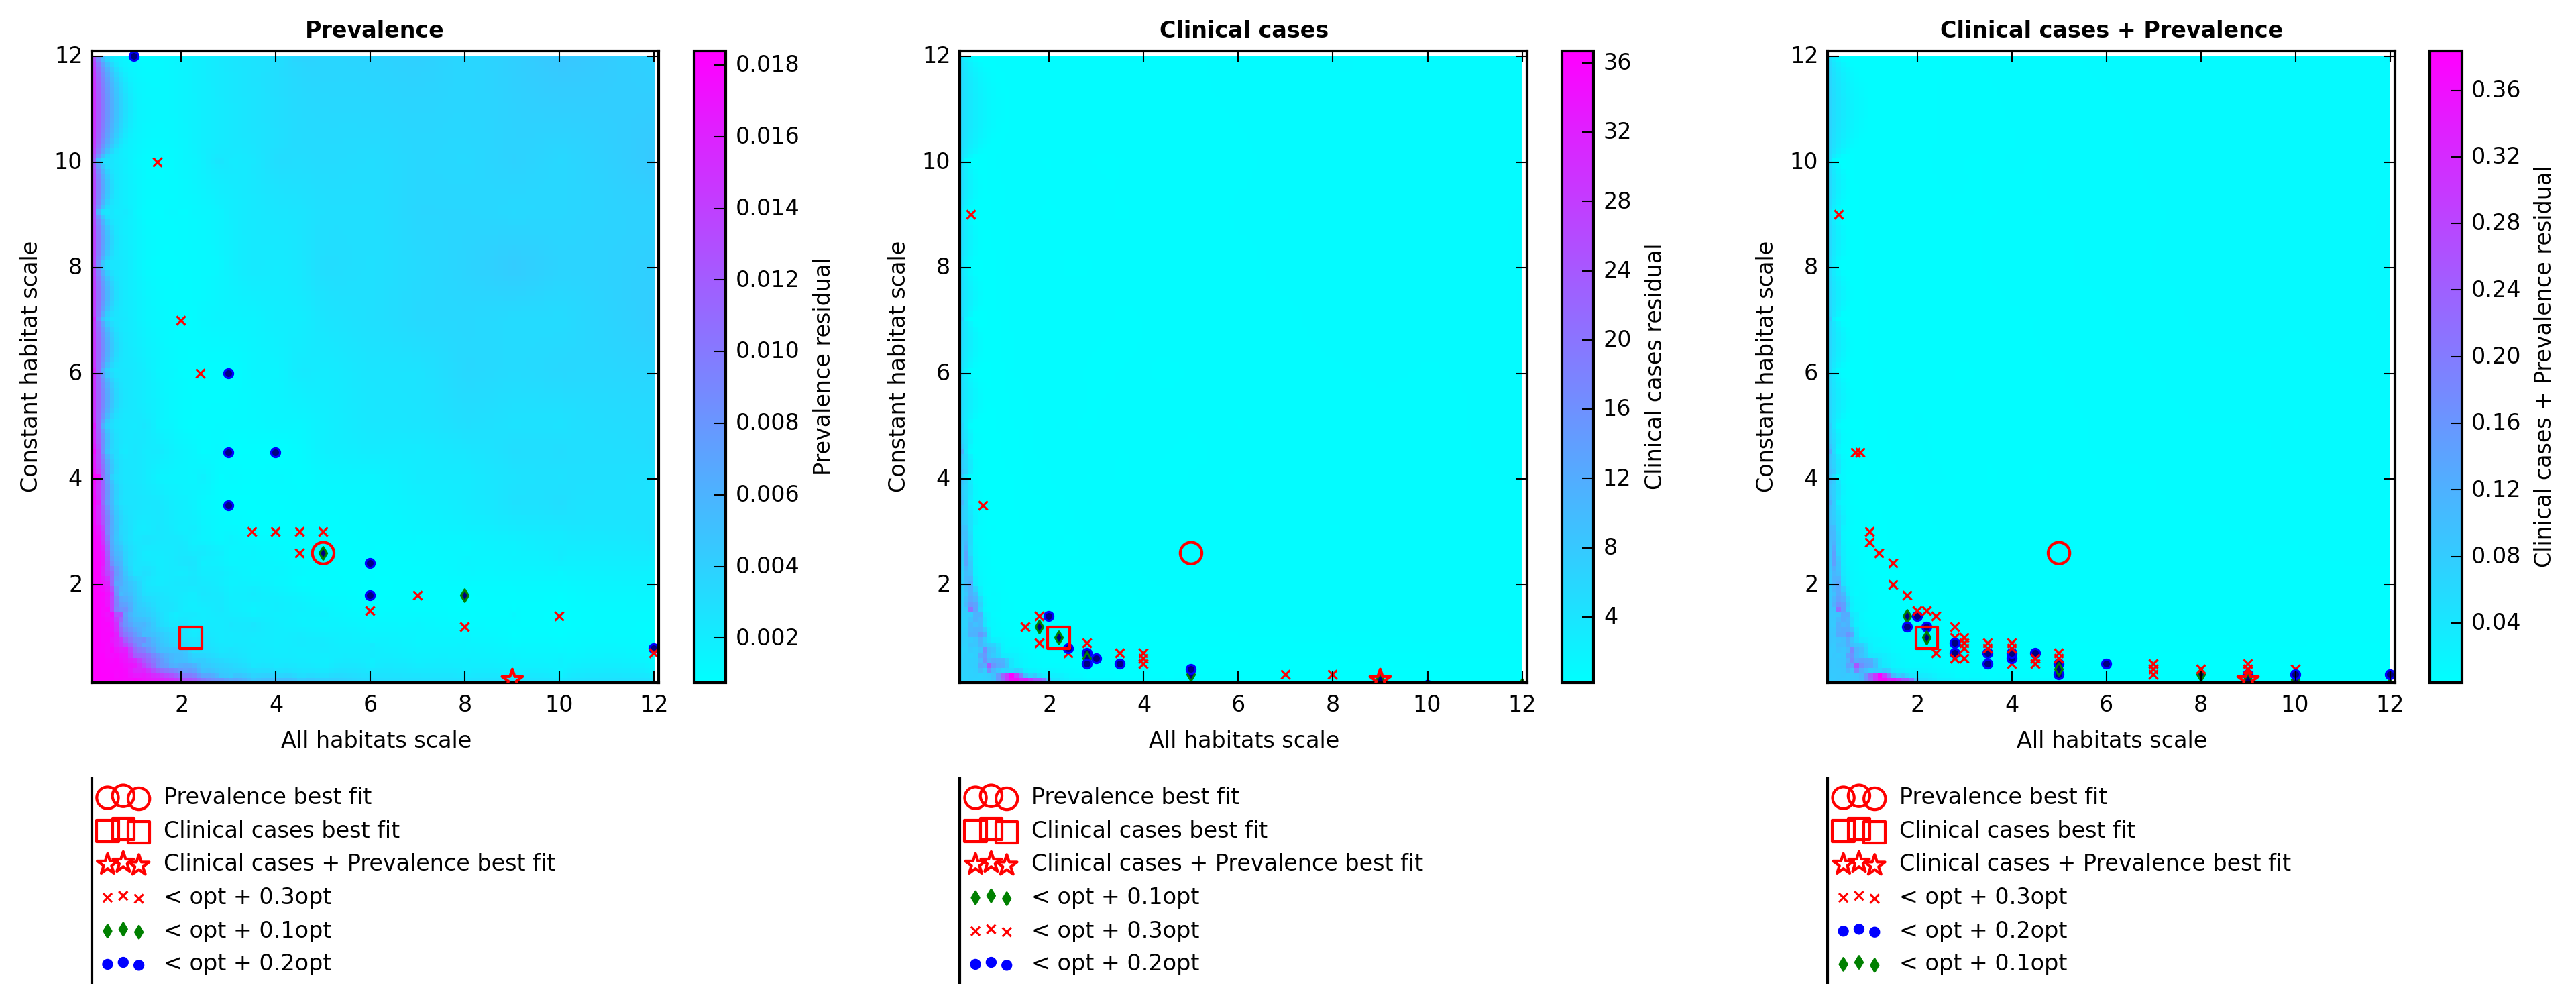 Prevalence
12
10
8
6
4
2
2 4 6 8 10 12
Constant habitat scale
All habitats scale
0.018
0.016
0.014
0.012
0.010
0.008
0.006
0.004
0.002
Prevalence residual
Prevalence best fit
Clinical cases best fit
Clinical cases + Prevalence best fit
< opt + 0.3opt
< opt + 0.1opt
< opt + 0.2opt
Clinical cases
12
10
8
6
4
2
2 4 6 8 10 12
Constant habitat scale
All habitats scale
36
32
28
24
20
16
12
8
4
Clinical cases residual
Prevalence best fit
Clinical cases best fit
Clinical cases + Prevalence best fit
< opt + 0.1opt
< opt + 0.3opt
< opt + 0.2opt
Clinical cases + Prevalence
12
10
8
6
4
2
2 4 6 8 10 12
Constant habitat scale
All habitats scale
0.36
0.32
0.28
0.24
0.20
0.16
0.12
0.08
0.04
Clinical cases + Prevalence residual
Prevalence best fit
Clinical cases best fit
Clinical cases + Prevalence best fit
< opt + 0.3opt
< opt + 0.2opt
< opt + 0.1opt